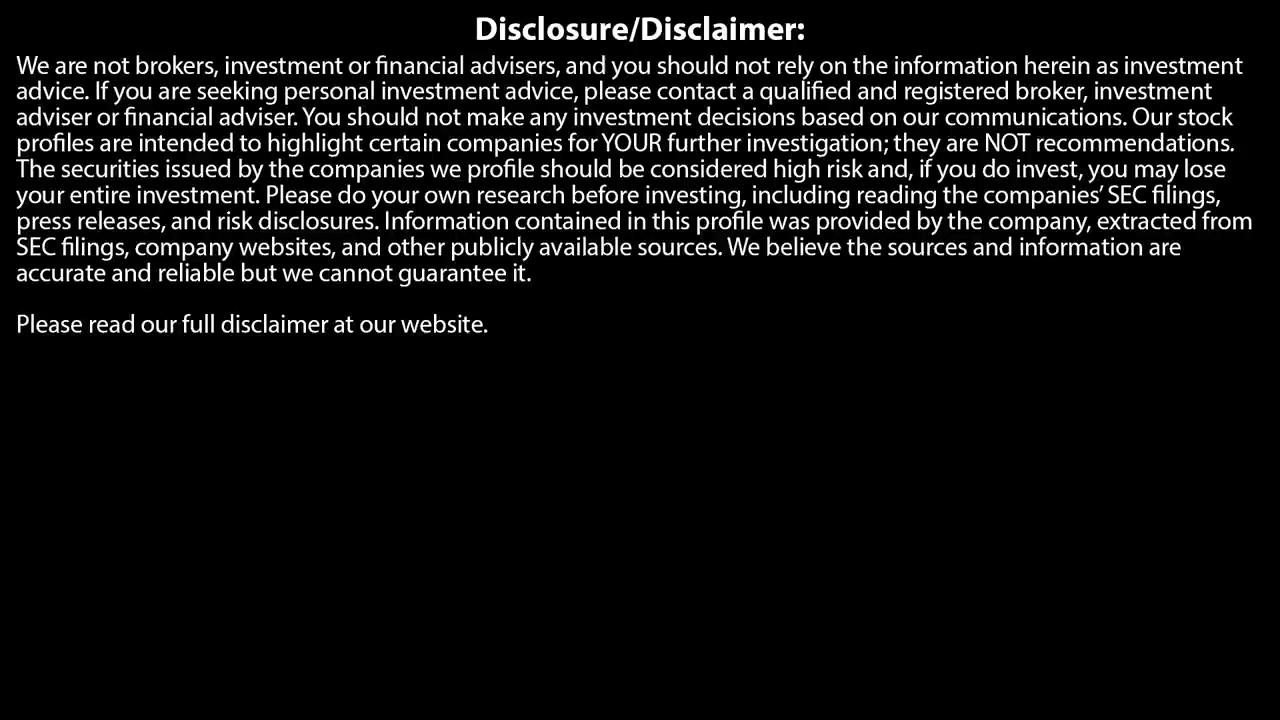 Disclosure/Disclaimer:
We are not brokers, investment or financial advisers, and you should not rely on the information herein as investment
advice. If you are seeking personal investment advice, please contact a qualified and registered broker, investment
adviser or financial adviser. You should not make any investment decisions based on our communications. Our stock
profiles are intended to highlight certain companies for YOUR further investigation; they are NOT recommendations.
The securities issued by the companies we profile should be considered high risk and, if you do invest, you may lose
your entire investment. Please do your own research before investing, including reading the companies’ SEC filings,
press releases, and risk disclosures. Information contained in this profile was provided by the company, extracted from
SEC filings, company websites, and other publicly available sources. We believe the sources and information are
accurate and reliable but we cannot guarantee it.
Please read our full disclaimer at our website.